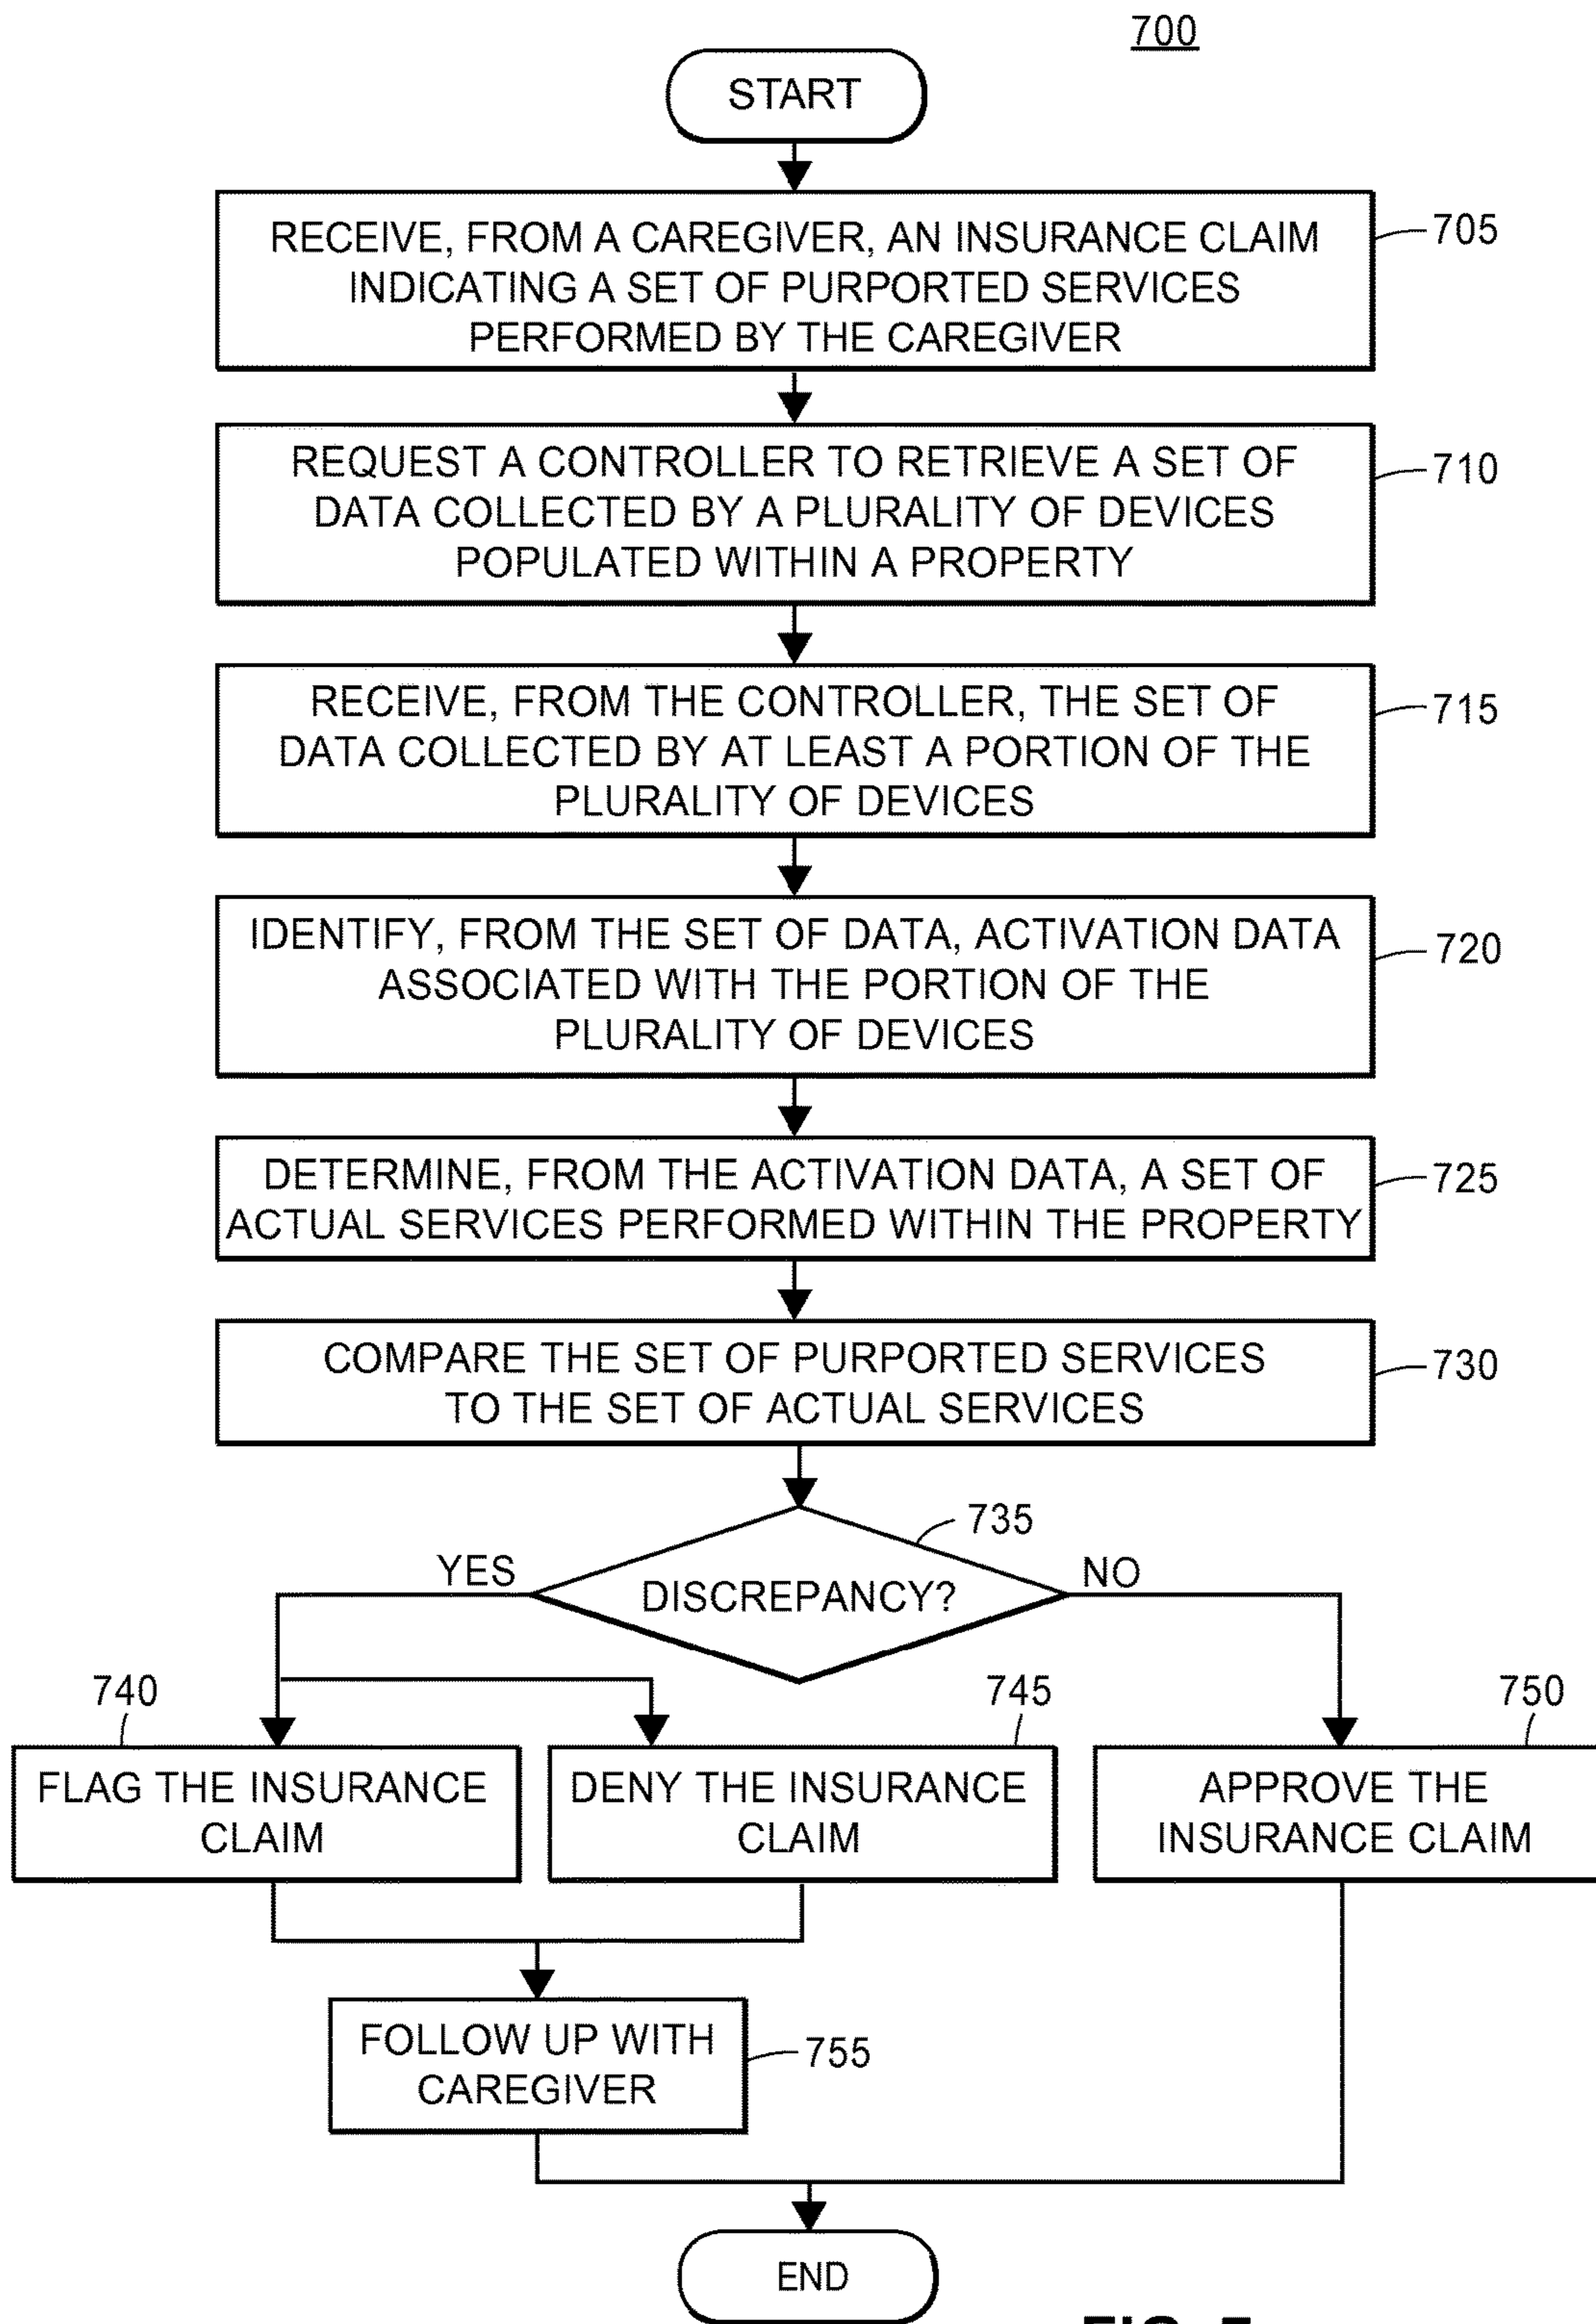 700
START
RECEIVE, FROM A CAREGIVER, AN INSURANCE CLAIM
INDICATING A SET OF PURPORTED SERVICES
PERFORMED BY THE CAREGIVER
705
REQUEST A CONTROLLER TO RETRIEVE A SET OF
DATA COLLECTED BY A PLURALITY OF DEVICES
POPULATED WITHIN A PROPERTY
710
RECEIVE, FROM THE CONTROLLER, THE SET OF
DATA COLLECTED BY AT LEAST A PORTION OF THE
PLURALITY OF DEVICES
715
IDENTIFY, FROM THE SET OF DATA, ACTIVATION DATA
ASSOCIATED WITH THE PORTION OF THE
PLURALITY OF DEVICES
720
DETERMINE, FROM THE ACTIVATION DATA, A SET OF
ACTUAL SERVICES PERFORMED WITHIN THE PROPERTY
725
COMPARE THE SET OF PURPORTED SERVICES
TO THE SET OF ACTUAL SERVICES
730
735
YES
DISCREPANCY?
NO
740
FLAG THE INSURANCE
CLAIM
745
DENY THE INSURANCE
CLAIM
750
APPROVE THE
INSURANCE CLAIM
FOLLOW UP WITH
CAREGIVER
755
END